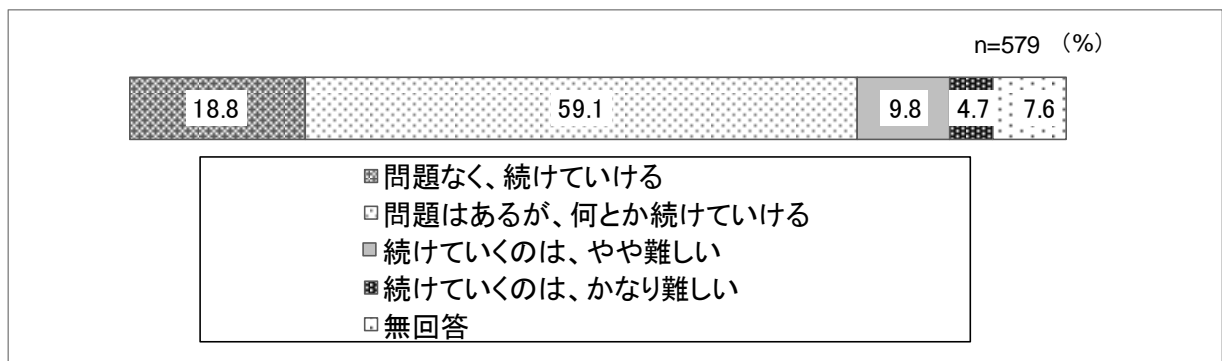 n=579 (%)
18.8 59.1 9.8 4.7 7.6
問題なく、続けていける
問題はあるが、何とか続けていける
続けていくのは、やや難しい
続けていくのは、かなり難しい
無回答